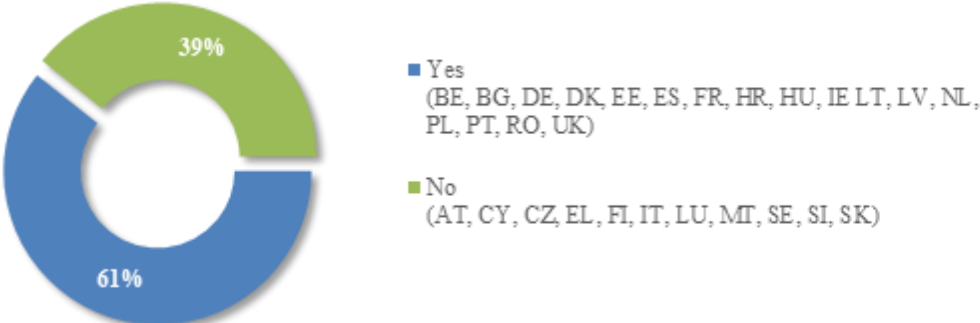 39%
61%
Yes
(BE, BG, DE, DK, EE, ES, FR, HR, HU, IE LT, LV, NL,
PL, PT, RO, UK)
No
(AT, CY, CZ, EL, FI, IT, LU, MT, SE, SI, SK)